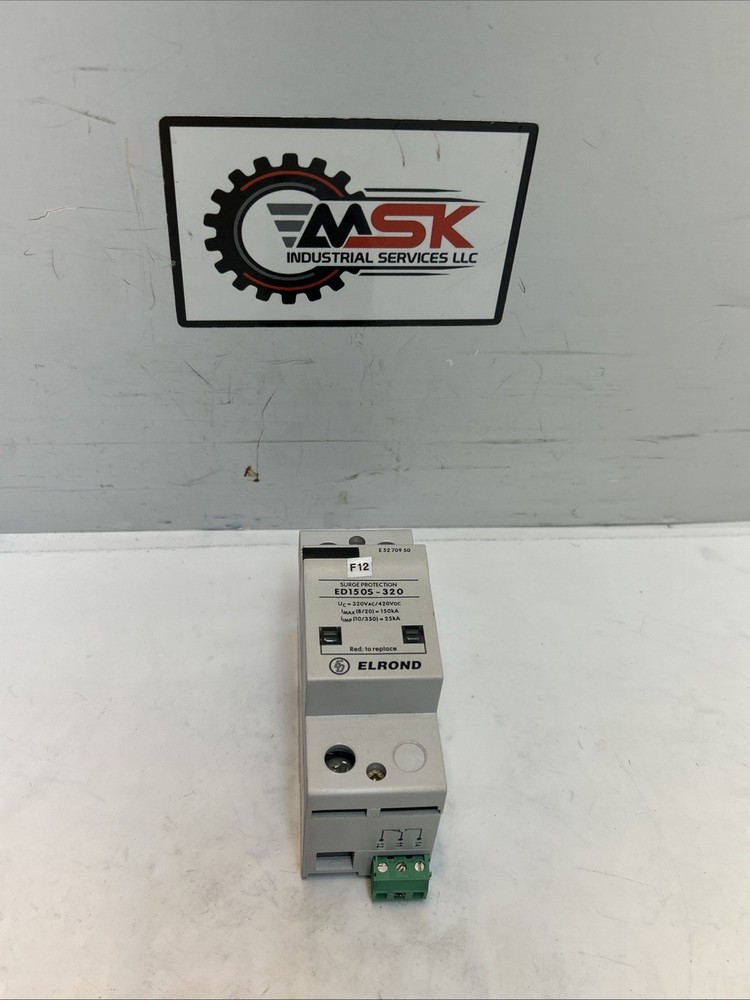 MSK
INDUSTRIAL SERVICES LLC
E 52 709 50
F12
SURGE PROTECTION
ED150S-320
UC = 320VAC/420VDC
IMAX (8/20) = 150kA
IIMP (10/350) = 25kA
Red: to replace
ELROND